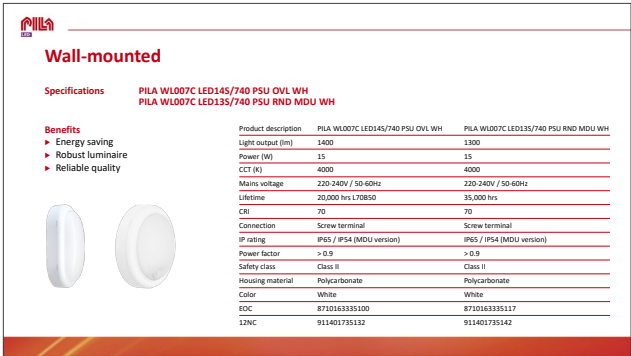 PILA
LED
Wall-mounted
Specifications PILA WL007C LED14S/740 PSU OVL WH
PILA WL007C LED13S/740 PSU RND MDU WH
Benefits
► Energy saving
► Robust luminaire
► Reliable quality
Product description PILA WL007C LED14S/740 PSU OVL WH PILA WL007C LED13S/740 PSU RND MDU WH
Light output (lm) 1400 1300
Power (W) 15 15
CCT (K) 4000 4000
Mains voltage 220-240V / 50-60Hz 220-240V / 50-60Hz
Lifetime 20,000 hrs L70B50 35,000 hrs
CRI 70 70
Connection Screw terminal Screw terminal
IP rating IP65 / IP54 (MDU version) IP65 / IP54 (MDU version)
Power factor > 0.9 > 0.9
Safety class Class II Class II
Housing material Polycarbonate Polycarbonate
Color White White
EOC 8710163335100 8710163335117
12NC 911401735132 911401735142